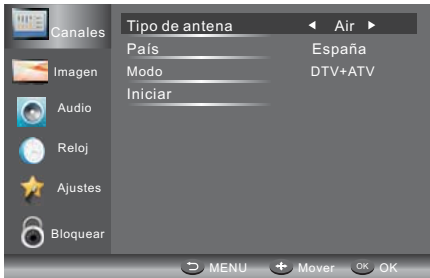 Canales
Imagen
Audio
Reloj
Ajustes
Bloquear
Tipo de antena Air
País España
Modo DTV+ATV
Iniciar
MENU Mover OK OK